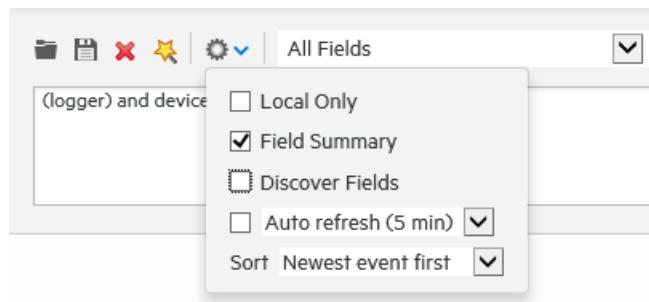 All Fields
(logger) and device
Local Only
Field Summary
Discover Fields
Auto refresh (5 min)
Sort Newest event first